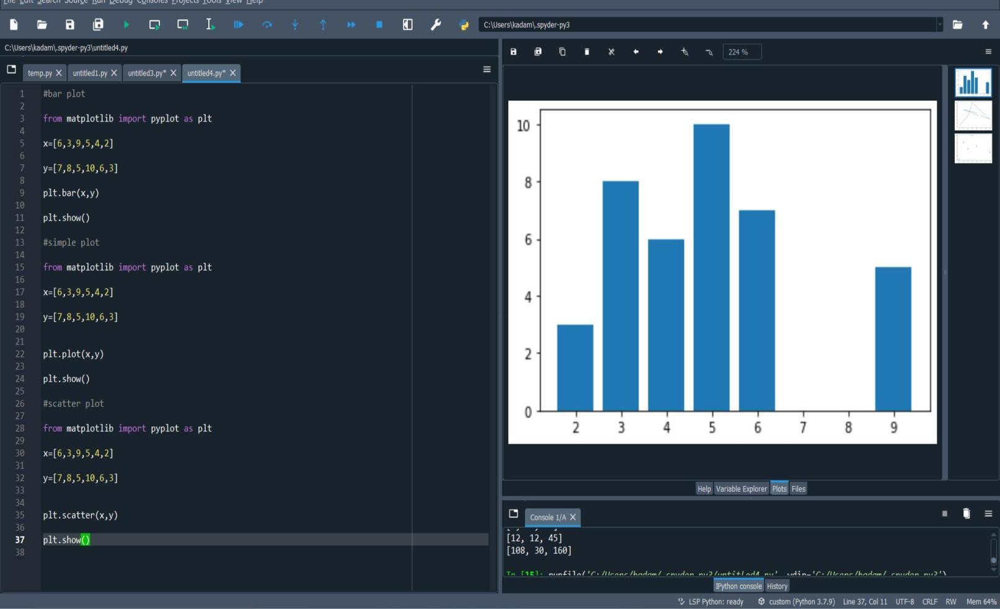 File Edit Search Source Run Debug Consoles Projects Tools View Help
C:\Users\kadam\.spyder-py3
C:\Users\kadam\.spyder-py3\untitled4.py
temp.py untitled1.py untitled3.py* untitled4.py*
1 #bar plot
2
3 from matplotlib import pyplot as plt
4
5 x=[6,3,9,5,4,2]
6
7 y=[7,8,5,10,6,3]
8
9 plt.bar(x,y)
10
11 plt.show()
12
13 #simple plot
14
15 from matplotlib import pyplot as plt
16
17 x=[6,3,9,5,4,2]
18
19 y=[7,8,5,10,6,3]
20
21
22 plt.plot(x,y)
23
24 plt.show()
25
26 #scatter plot
27
28 from matplotlib import pyplot as plt
29
30 x=[6,3,9,5,4,2]
31
32 y=[7,8,5,10,6,3]
33
34
35 plt.scatter(x,y)
36
37 plt.show()
38
224 %
10
8
6
4
2
0
2 3 4 5 6 7 8 9
Help Variable Explorer Plots Files
Console 1/A
[12, 12, 45]
[108, 30, 160]
In [15]: runfile('C:/Users/kadam/.spyder-py3/untitled4.py', wdir='C:/Users/kadam/.spyder-py3')
IPython console History
LSP Python: ready custom (Python 3.7.9) Line 37, Col 11 UTF-8 CRLF RW Mem 64%